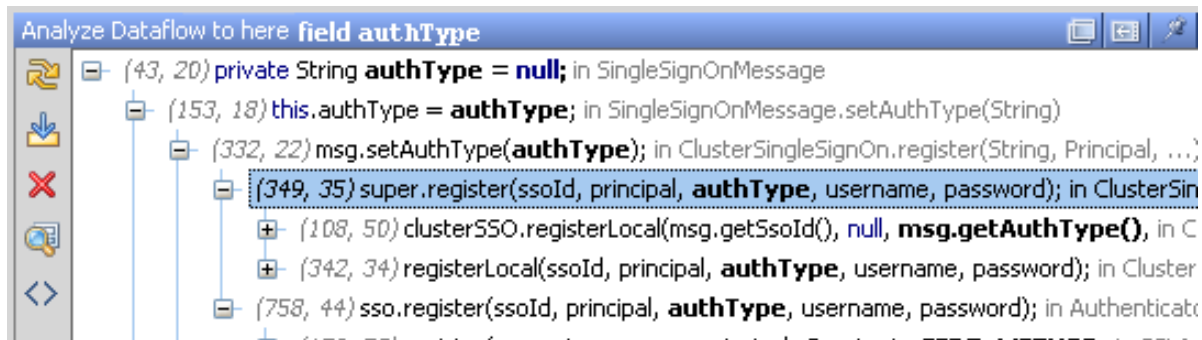 Analyze Dataflow to here field authType
(43, 20) private String authType = null; in SingleSignOnMessage
(153, 18) this.authType = authType; in SingleSignOnMessage.setAuthType(String)
(332, 22) msg.setAuthType(authType); in ClusterSingleSignOn.register(String, Principal, ...)
(349, 35) super.register(ssoId, principal, authType, username, password); in ClusterSin
(108, 50) clusterSSO.registerLocal(msg.getSsoId(), null, msg.getAuthType(), in C
(342, 34) registerLocal(ssoId, principal, authType, username, password); in Cluster
(758, 44) sso.register(ssoId, principal, authType, username, password); in Authenticato